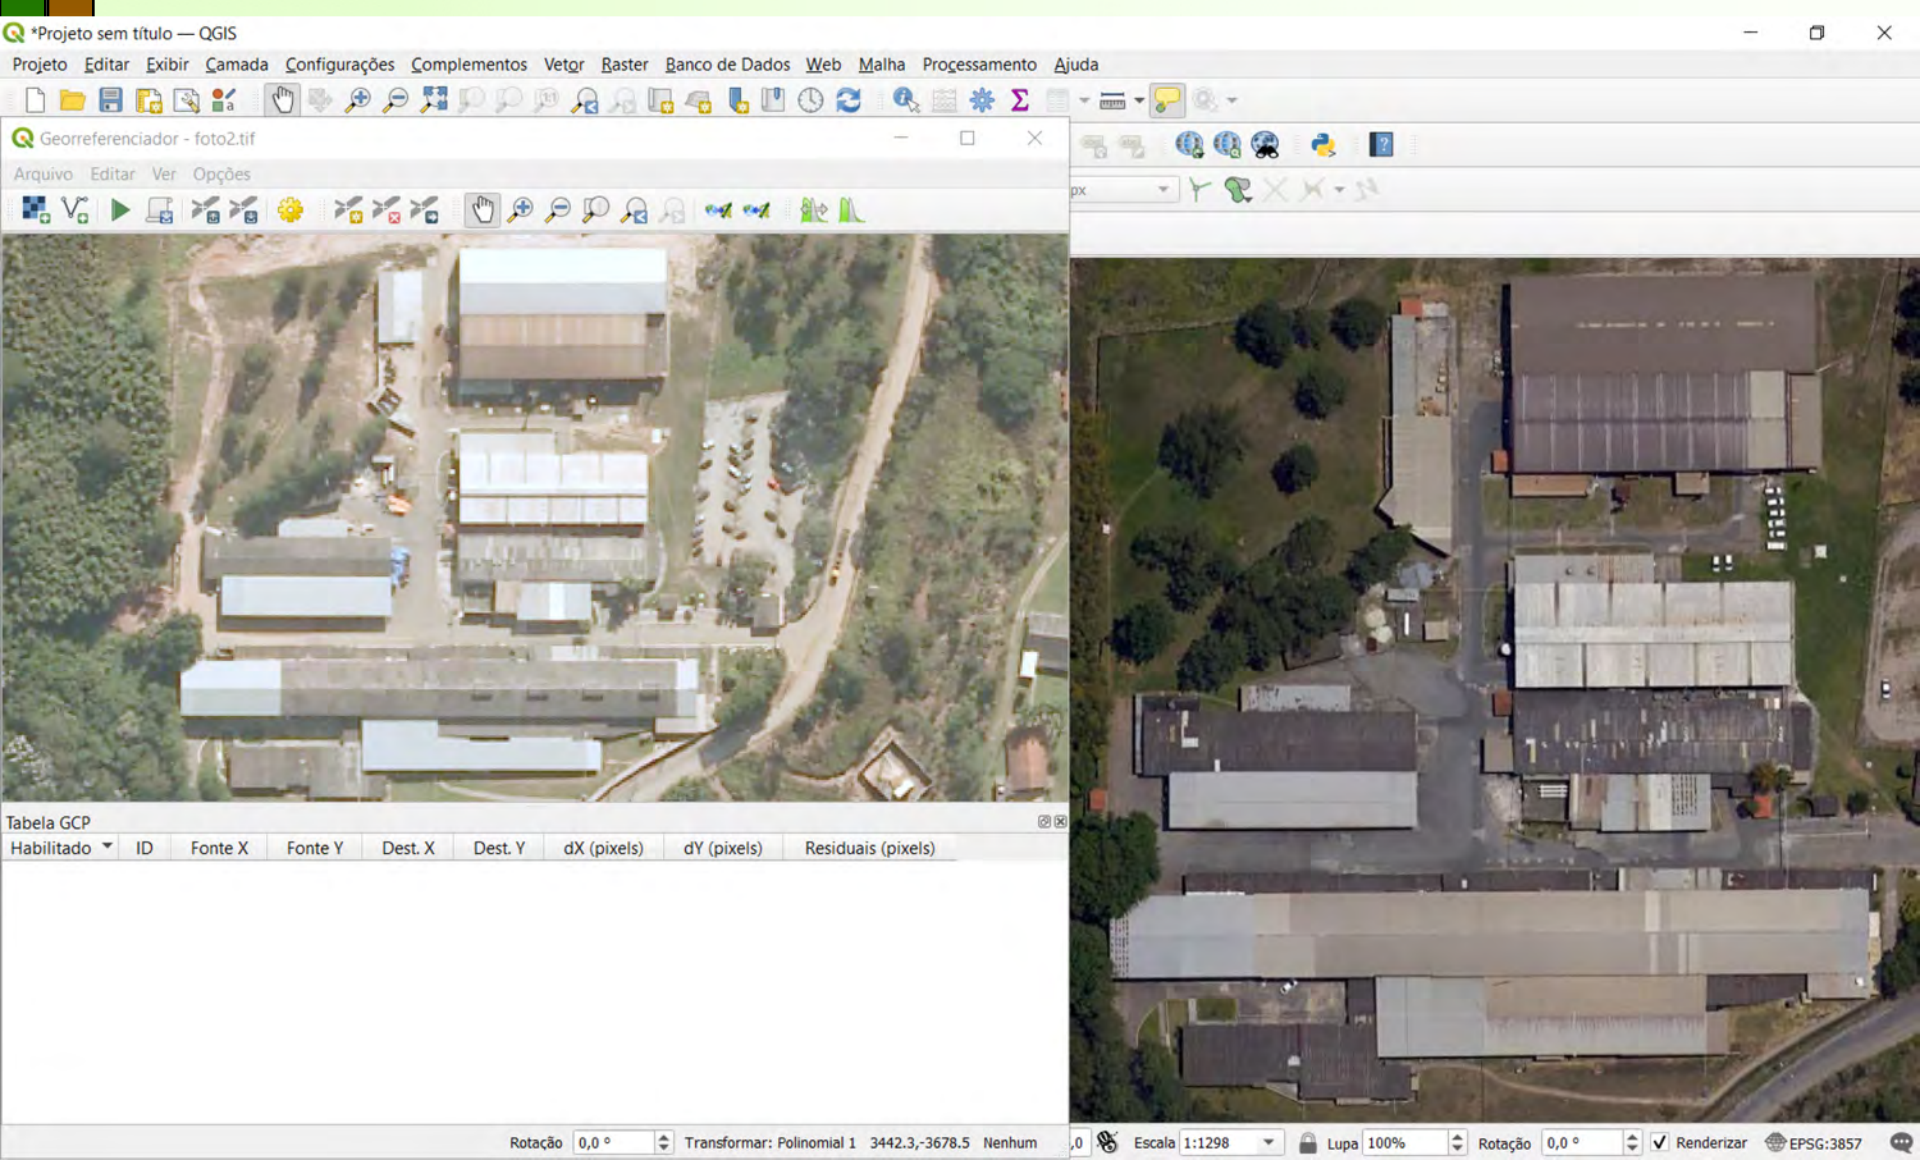 *Projeto sem título — QGIS
Projeto Editar Exibir Camada Configurações Complementos Vetor Raster Banco de Dados Web Malha Processamento Ajuda
Georreferenciador - foto2.tif
Arquivo Editar Ver Opções
px
Tabela GCP
Habilitado ID Fonte X Fonte Y Dest. X Dest. Y dX (pixels) dY (pixels) Residuais (pixels)
Rotação 0,0 ° Transformar: Polinomial 1 3442.3,-3678.5 Nenhum
,0 Escala 1:1298 Lupa 100% Rotação 0,0 ° Renderizar EPSG:3857